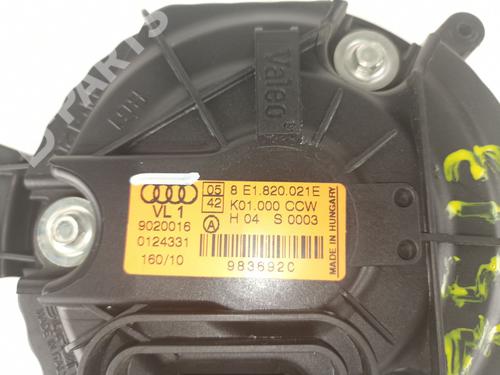 PARTS
Valeo
05 8 E1.820.021E
42 K01.000 CCW
VL 1
A H 04 S 0003
9020016
0124331
160/10
983692C
MADE IN HUNGARY